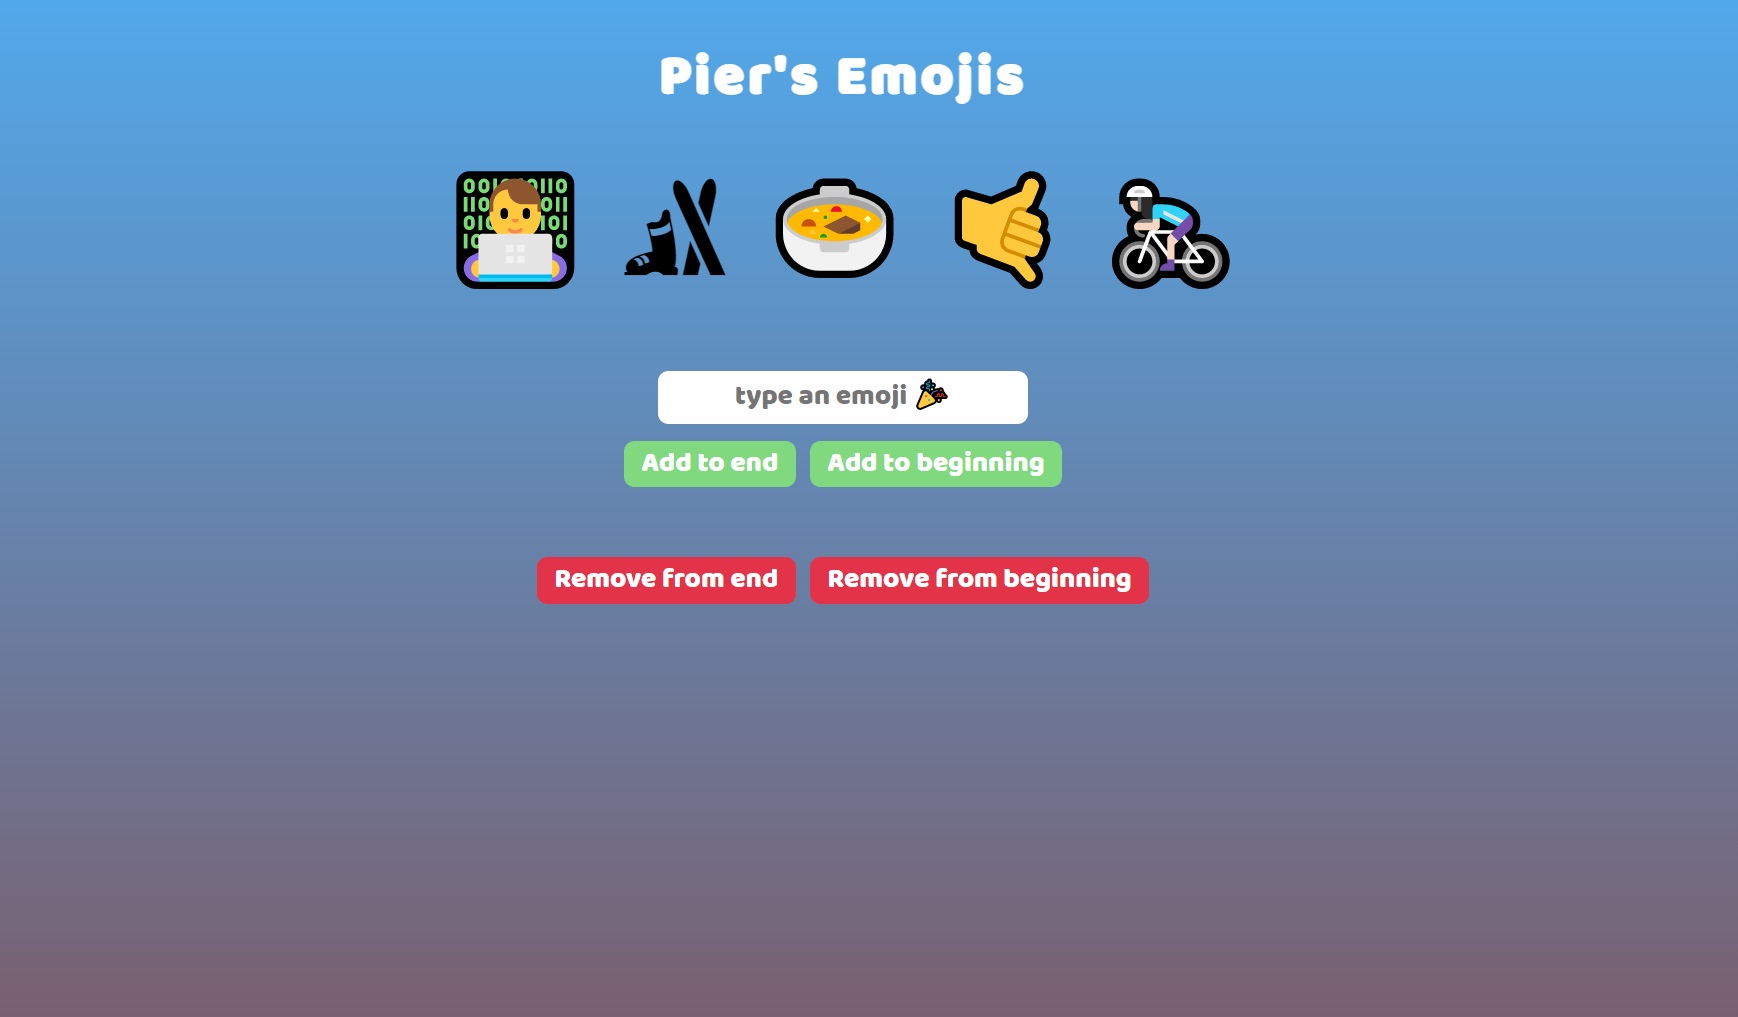 Pier's Emojis
type an emoji 🎉
Add to end
Add to beginning
Remove from end
Remove from beginning